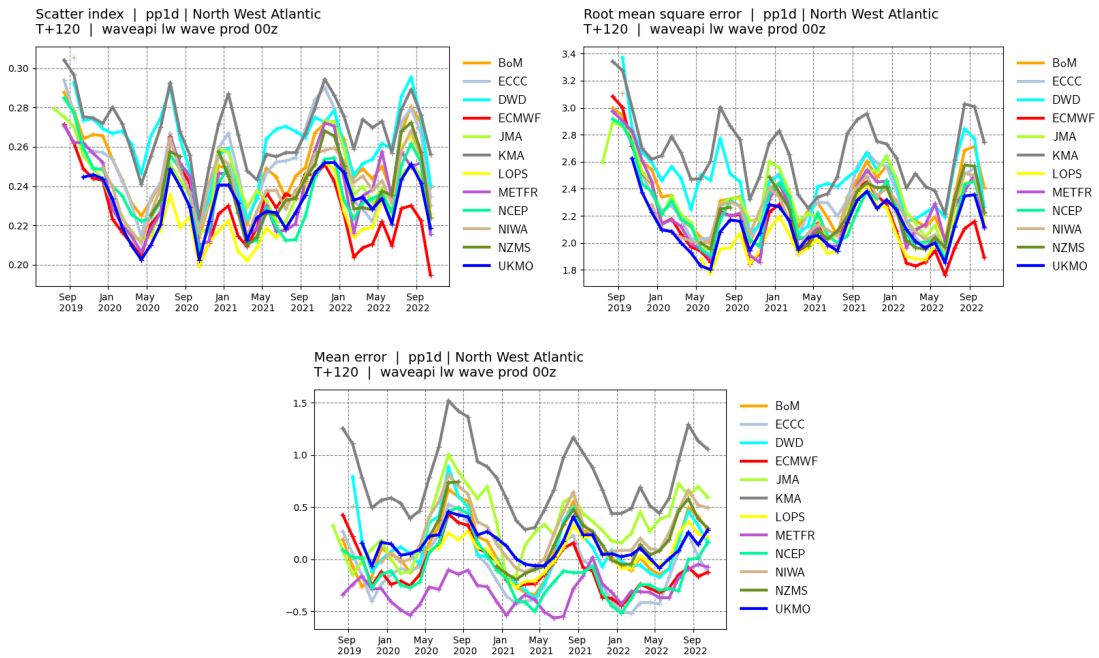 Scatter index | pp1d | North West Atlantic
T+120 | waveapi lw wave prod 00z
0.30
0.28
0.26
0.24
0.22
0.20
Sep 2019
Jan 2020
May 2020
Sep 2020
Jan 2021
May 2021
Sep 2021
Jan 2022
May 2022
Sep 2022
BoM
ECCC
DWD
ECMWF
JMA
KMA
LOPS
METFR
NCEP
NIWA
NZMS
UKMO
Root mean square error | pp1d | North West Atlantic
T+120 | waveapi lw wave prod 00z
3.4
3.2
3.0
2.8
2.6
2.4
2.2
2.0
1.8
Sep 2019
Jan 2020
May 2020
Sep 2020
Jan 2021
May 2021
Sep 2021
Jan 2022
May 2022
Sep 2022
BoM
ECCC
DWD
ECMWF
JMA
KMA
LOPS
METFR
NCEP
NIWA
NZMS
UKMO
Mean error | pp1d | North West Atlantic
T+120 | waveapi lw wave prod 00z
1.5
1.0
0.5
0.0
−0.5
Sep 2019
Jan 2020
May 2020
Sep 2020
Jan 2021
May 2021
Sep 2021
Jan 2022
May 2022
Sep 2022
BoM
ECCC
DWD
ECMWF
JMA
KMA
LOPS
METFR
NCEP
NIWA
NZMS
UKMO